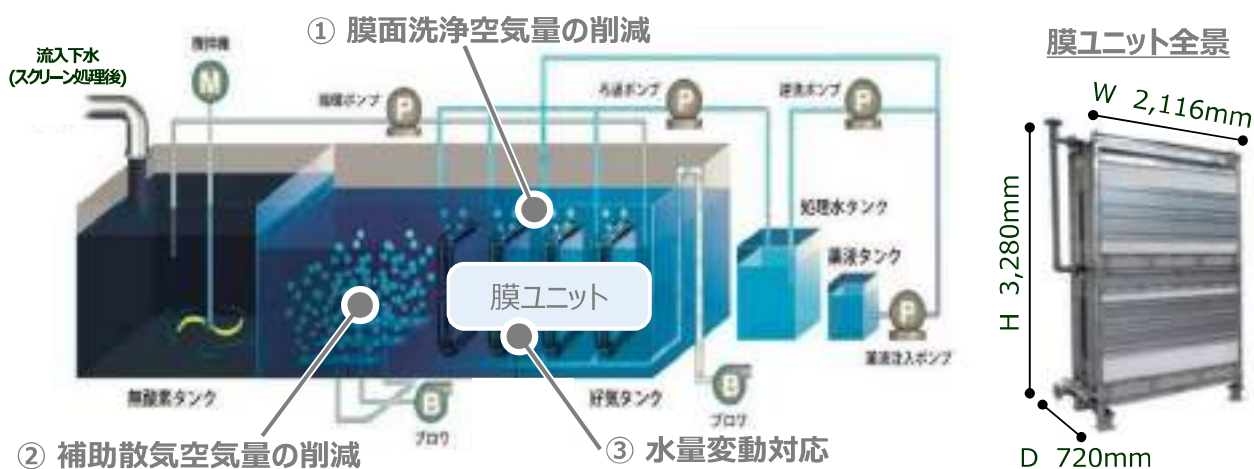 ① 膜面洗浄空気量の削減
流入下水
(スクリーン処理後)
攪拌機
M
循環ポンプ
P
ろ過ポンプ
P
逆洗ポンプ
P
処理水タンク
薬液タンク
P
薬液注入ポンプ
膜ユニット
無酸素タンク
B
ブロワ
好気タンク
B
ブロワ
② 補助散気空気量の削減
③ 水量変動対応
膜ユニット全景
W 2,116mm
H 3,280mm
D 720mm